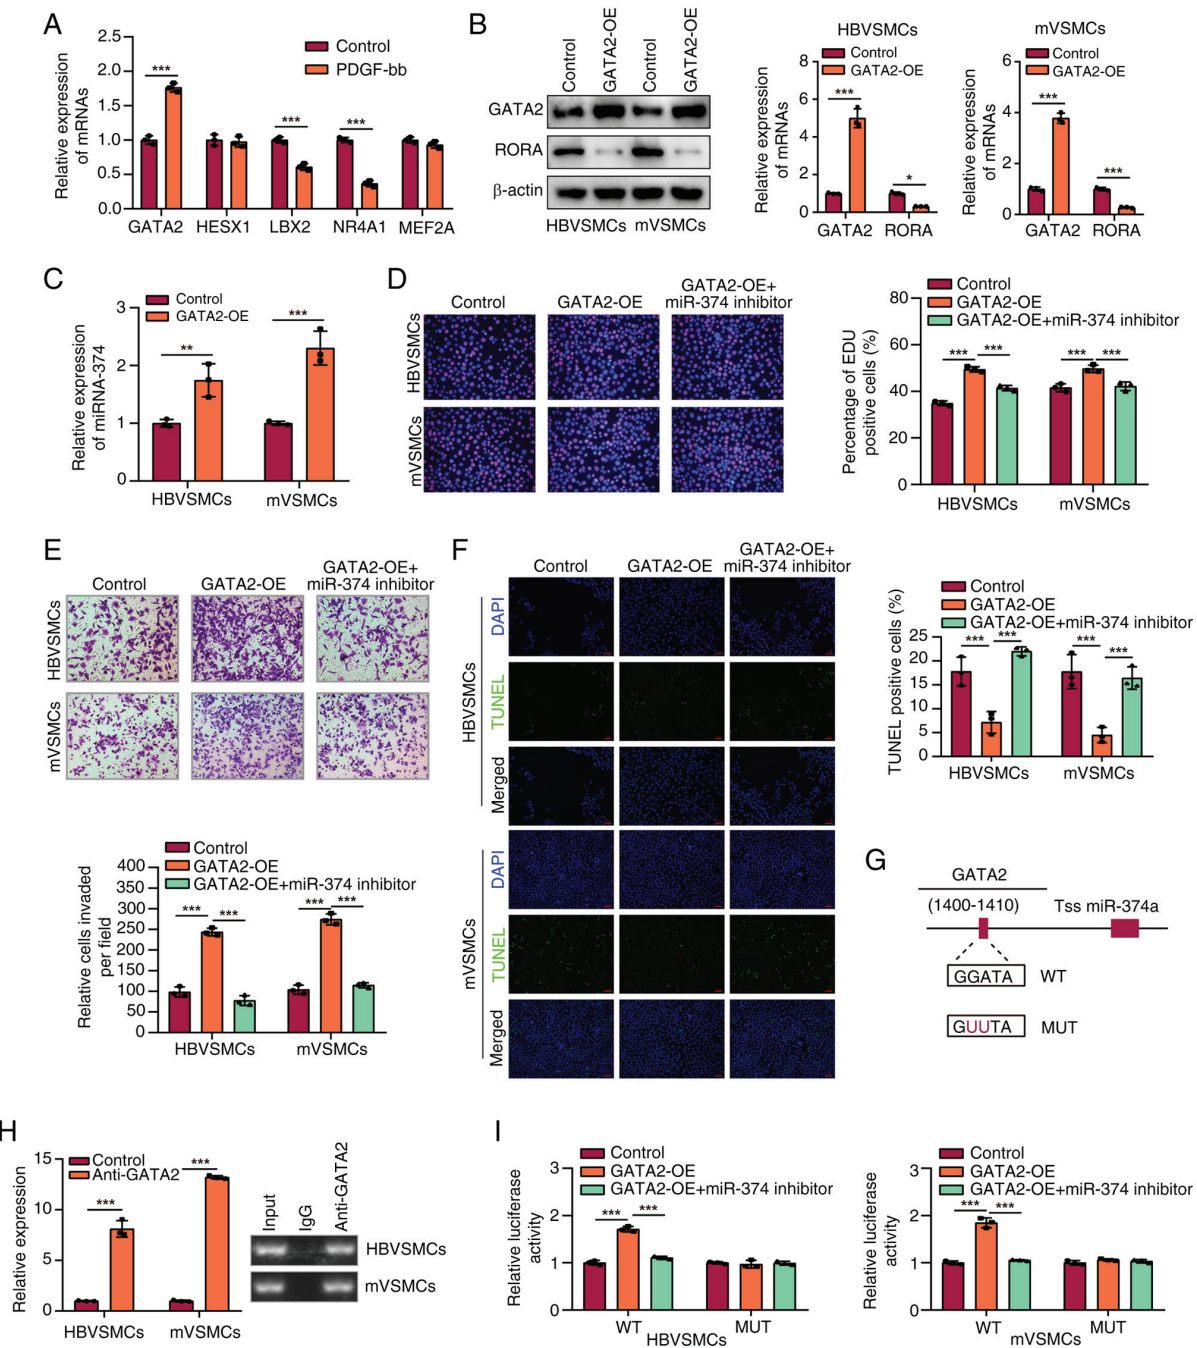 A
Relative expression
of mRNAs
2.5
2.0
1.5
1.0
0.5
0.0
Control
PDGF-bb
***
***
***
GATA2 HESX1 LBX2 NR4A1 MEF2A
B
Control
GATA2-OE
Control
GATA2-OE
GATA2
RORA
β-actin
HBVSMCs mVSMCs
HBVSMCs
Control
GATA2-OE
Relative expression
of mRNAs
8
6
4
2
0
***
*
GATA2 RORA
mVSMCs
Control
GATA2-OE
Relative expression
of mRNAs
6
4
2
0
***
***
GATA2 RORA
C
Control
GATA2-OE
Relative expression
of miRNA-374
3
2
1
0
**
***
HBVSMCs mVSMCs
D
Control GATA2-OE GATA2-OE+
miR-374 inhibitor
HBVSMCs
mVSMCs
Control
GATA2-OE
GATA2-OE+miR-374 inhibitor
Percentage of EDU
positive cells (%)
80
60
40
20
0
*** ***
*** ***
HBVSMCs mVSMCs
E
Control GATA2-OE GATA2-OE+
miR-374 inhibitor
HBVSMCs
mVSMCs
Control
GATA2-OE
GATA2-OE+miR-374 inhibitor
Relative cells invaded
per field
400
350
300
250
200
150
100
50
0
*** ***
*** ***
HBVSMCs mVSMCs
F
Control GATA2-OE GATA2-OE+
miR-374 inhibitor
HBVSMCs
DAPI
TUNEL
Merged
mVSMCs
DAPI
TUNEL
Merged
Control
GATA2-OE
GATA2-OE+miR-374 inhibitor
TUNEL positive cells (%)
25
20
15
10
5
0
*** ***
*** ***
HBVSMCs mVSMCs
G
GATA2
(1400-1410) Tss miR-374a
GGATA WT
GUUTA MUT
H
Control
Anti-GATA2
Relative expression
15
10
5
0
***
***
HBVSMCs mVSMCs
Input
IgG
Anti-GATA2
HBVSMCs
mVSMCs
I
Control
GATA2-OE
GATA2-OE+miR-374 inhibitor
Relative luciferase
activity
3
2
1
0
*** ***
WT MUT
HBVSMCs
Control
GATA2-OE
GATA2-OE+miR-374 inhibitor
Relative luciferase
activity
3
2
1
0
*** ***
WT MUT
mVSMCs